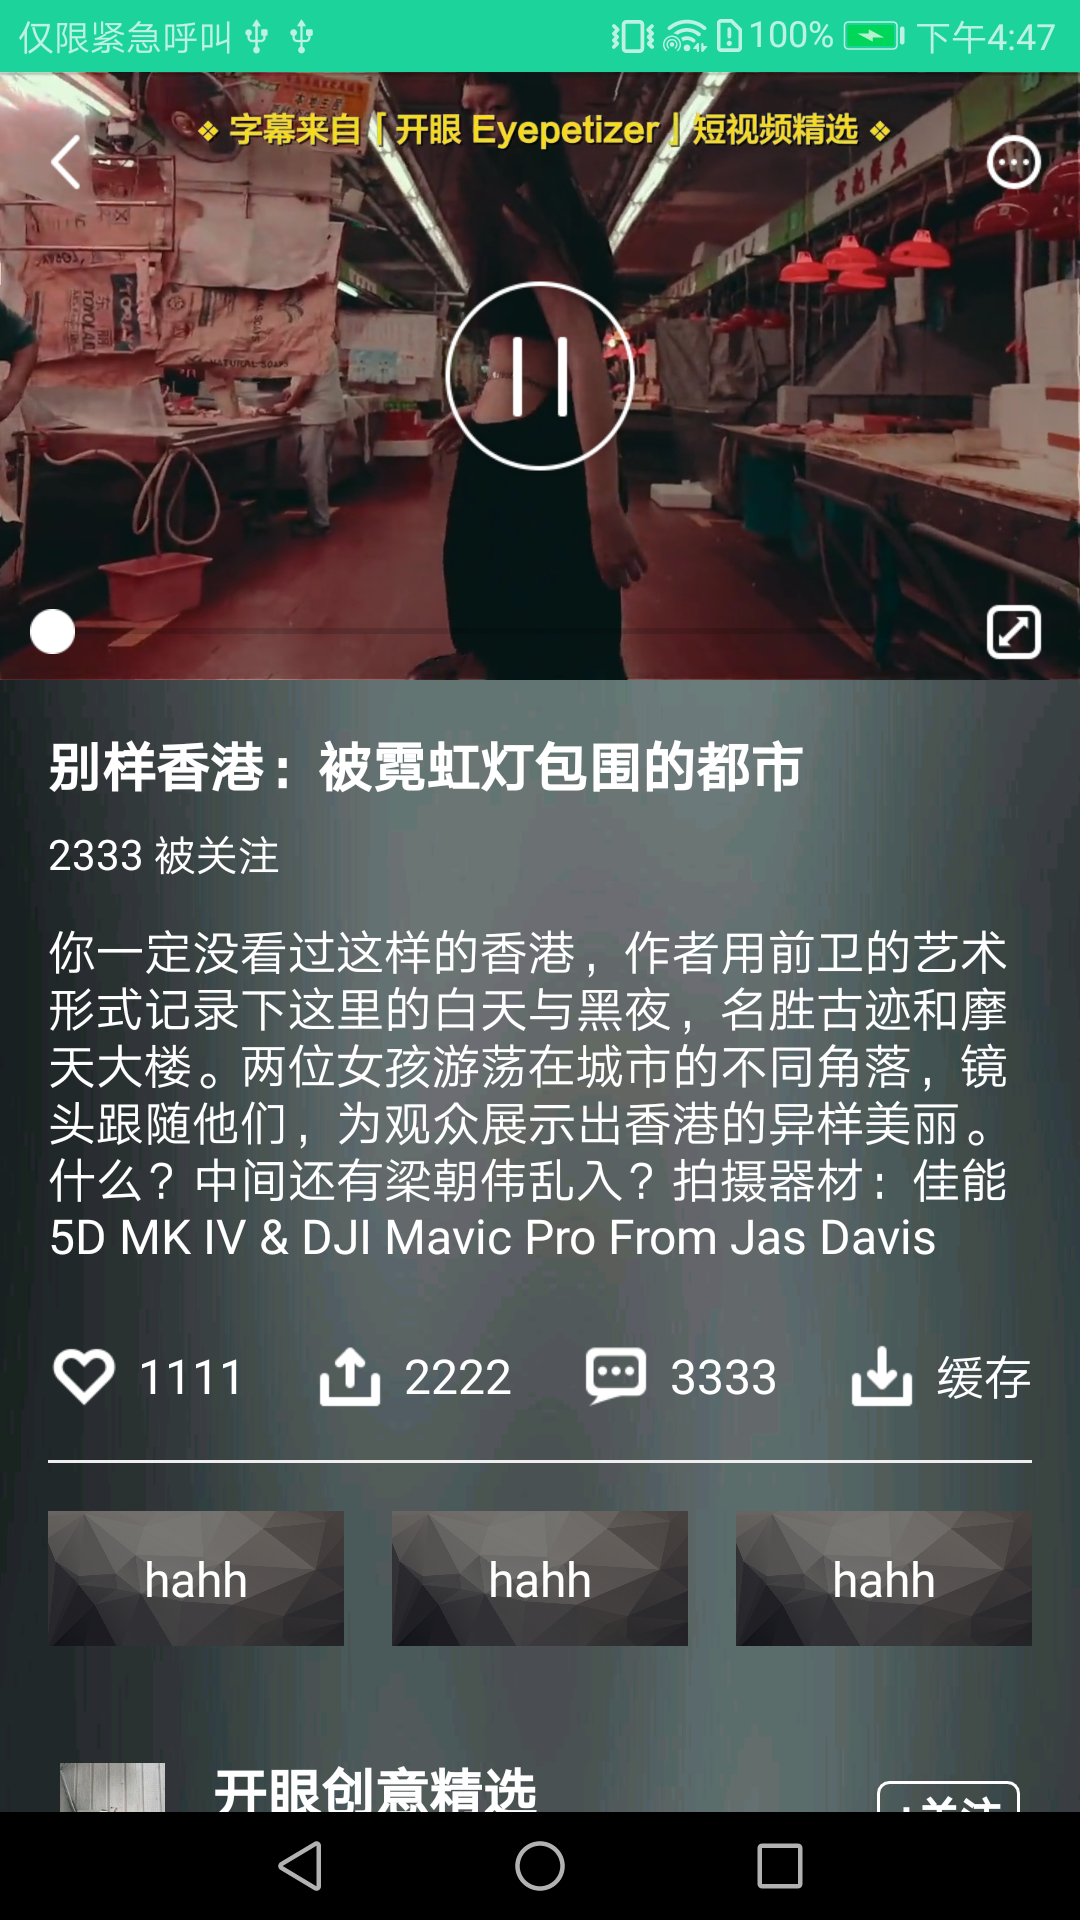 仅限紧急呼叫 100% 下午4:47
❖ 字幕来自「开眼 Eyepetizer」短视频精选 ❖
NATURAL SOAPS
别样香港：被霓虹灯包围的都市
2333 被关注
你一定没看过这样的香港，作者用前卫的艺术
形式记录下这里的白天与黑夜，名胜古迹和摩
天大楼。两位女孩游荡在城市的不同角落，镜
头跟随他们，为观众展示出香港的异样美丽。
什么？中间还有梁朝伟乱入？拍摄器材：佳能
5D MK IV & DJI Mavic Pro From Jas Davis
1111 2222 3333 缓存
hahh hahh hahh
开眼创意精选
+关注